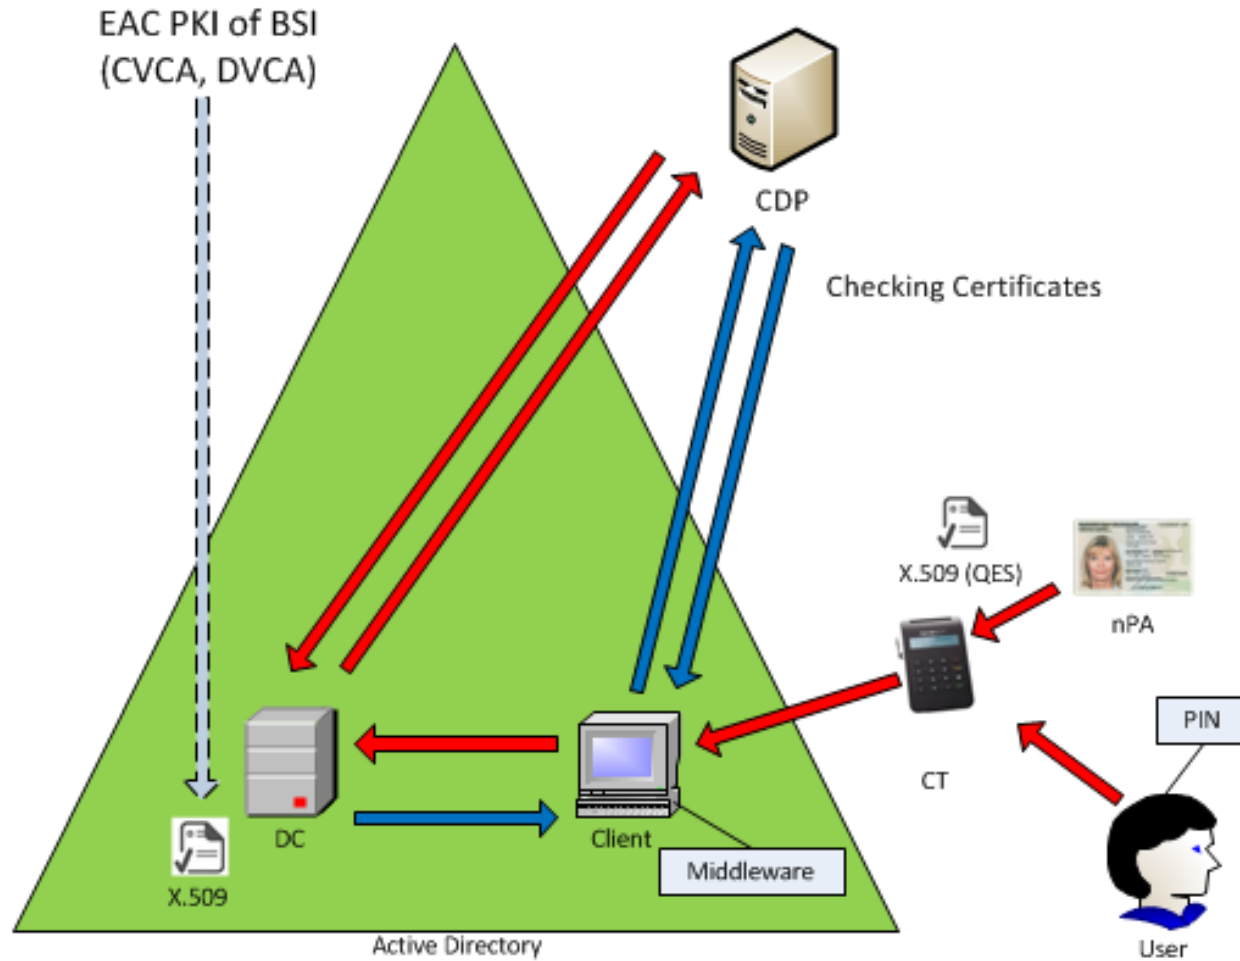 EAC PKI of BSI
(CVCA, DVCA)
CDP
Checking Certificates
X.509 (QES)
nPA
PIN
CT
DC
Client
Middleware
X.509
Active Directory
User